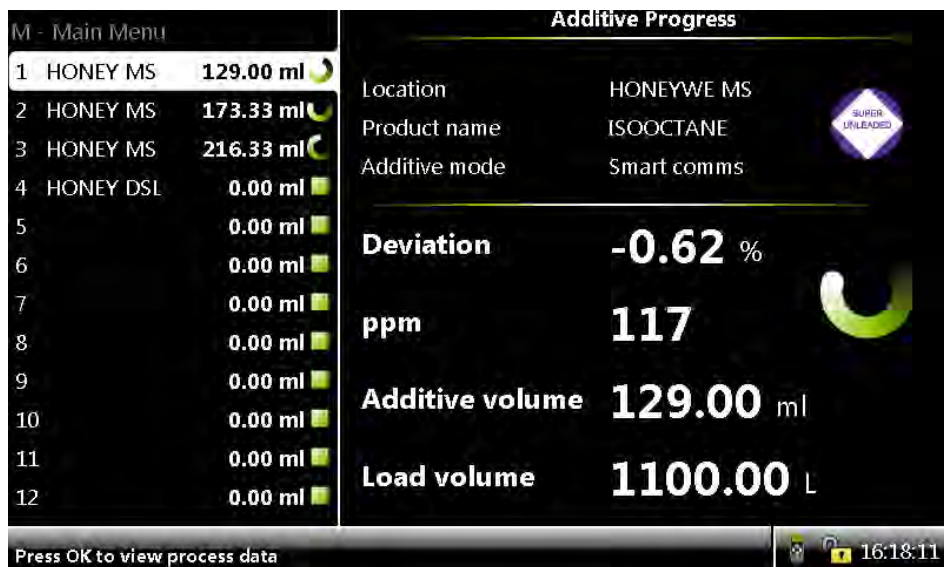 M - Main Menu
1 HONEY MS 129.00 ml
2 HONEY MS 173.33 ml
3 HONEY MS 216.33 ml
4 HONEY DSL 0.00 ml
5 0.00 ml
6 0.00 ml
7 0.00 ml
8 0.00 ml
9 0.00 ml
10 0.00 ml
11 0.00 ml
12 0.00 ml
Additive Progress
Location HONEYWE MS
Product name ISOOCTANE
Additive mode Smart comms
SUPER
UNLEADED
Deviation -0.62 %
ppm 117
Additive volume 129.00 ml
Load volume 1100.00 L
Press OK to view process data
16:18:11